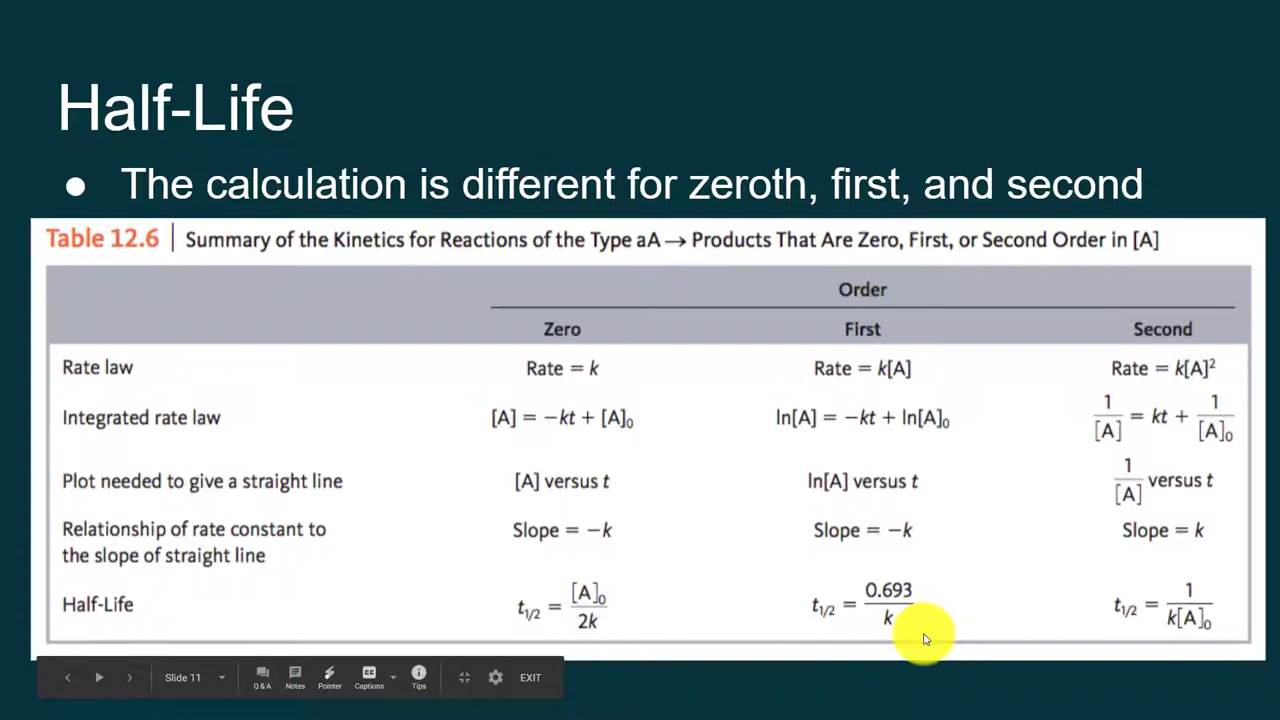 Half-Life
● The calculation is different for zeroth, first, and second
Table 12.6 | Summary of the Kinetics for Reactions of the Type aA → Products That Are Zero, First, or Second Order in [A]
Order
Zero First Second
Rate law Rate = k Rate = k[A] Rate = k[A]²
Integrated rate law [A] = −kt + [A]₀ ln[A] = −kt + ln[A]₀ 1/[A] = kt + 1/[A]₀
Plot needed to give a straight line [A] versus t ln[A] versus t 1/[A] versus t
Relationship of rate constant to
the slope of straight line Slope = −k Slope = −k Slope = k
Half-Life t1/2 = [A]₀/2k t1/2 = 0.693/k t1/2 = 1/k[A]₀
Slide 11 Q&A Notes Pointer Captions Tips EXIT